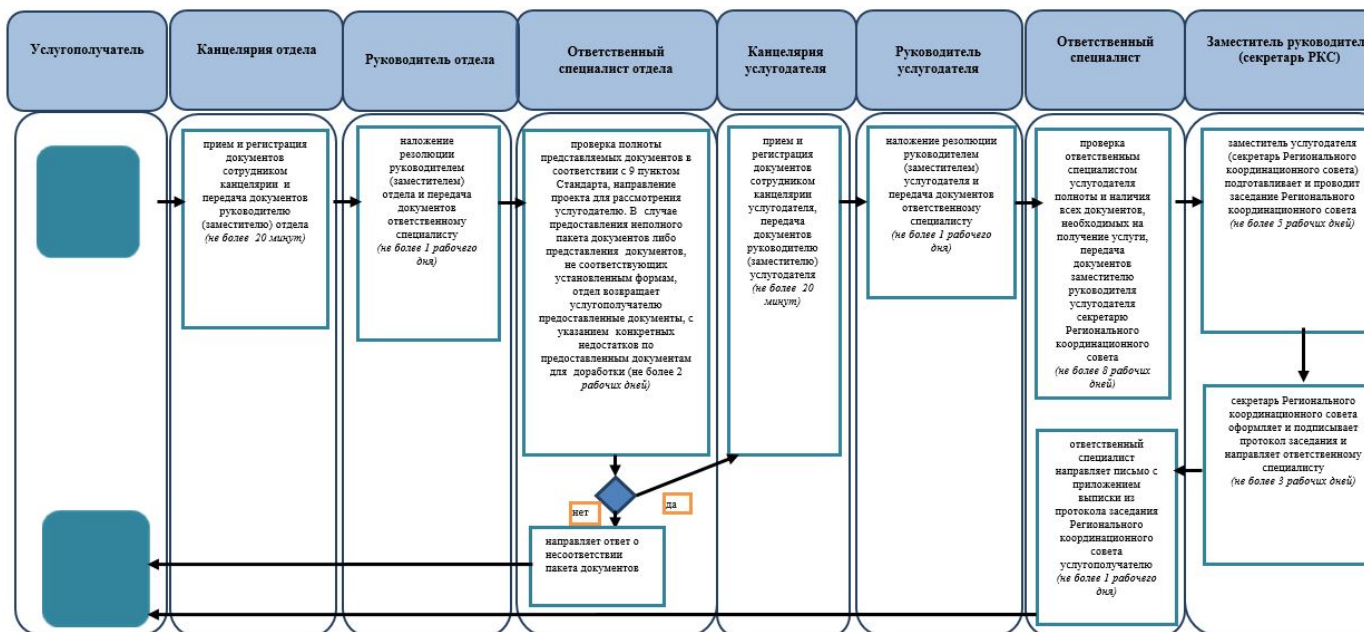 Услугополучатель
Канцелярия отдела
Руководитель отдела
Ответственный
специалист отдела
Канцелярия
услугодателя
Руководитель
услугодателя
Ответственный
специалист
Заместитель руководител
(секретарь РКС)
прием и регистрация
документов
сотрудником
канцелярии и
передача документов
руководителю
(заместителю) отдела
(не более 20 минут)
наложение
резолюции
руководителем
(заместителем)
отдела и передача
документов
ответственному
специалисту
(не более 1 рабочего
дня)
проверка полноты
представляемых документов в
соответствии с 9 пунктом
Стандарта, направление
проекта для рассмотрения
услугодателю. В случае
предоставления неполного
пакета документов либо
представления документов,
не соответствующих
установленным формам,
отдел возвращает
услугополучателю
предоставленные документы, с
указанием конкретных
недостатков по
предоставленным документам
для доработки (не более 2
рабочих дней)
прием и
регистрация
документов
сотрудником
канцелярии
услугодателя,
передача
документов
руководителю
(заместителю)
услугодателя
(не более 20
минут)
наложение резолюции
руководителем
(заместителем)
услугодателя и
передача документов
ответственному
специалисту
(не более 1 рабочего
дня)
проверка
ответственным
специалистом
услугодателя
полноты и наличия
всех документов,
необходимых на
получение услуги,
передача
документов
заместителю
руководителя
услугодателя
секретарю
Регионального
координационного
совета
(не более 8 рабочих
дней)
заместитель услугодателя
(секретарь Регионального
координационного совета)
подготавливает и проводит
заседание Регионального
координационного совета
(не более 5 рабочих дней)
секретарь Регионального
координационного совета
оформляет и подписывает
протокол заседания и
направляет ответственному
специалисту
(не более 3 рабочих дней)
ответственный
специалист
направляет письмо с
приложением
выписки из
протокола заседания
Регионального
координационного
совета
услугополучателю
(не более 1 рабочего
дня)
нет
да
направляет ответ о
несоответствии
пакета документов